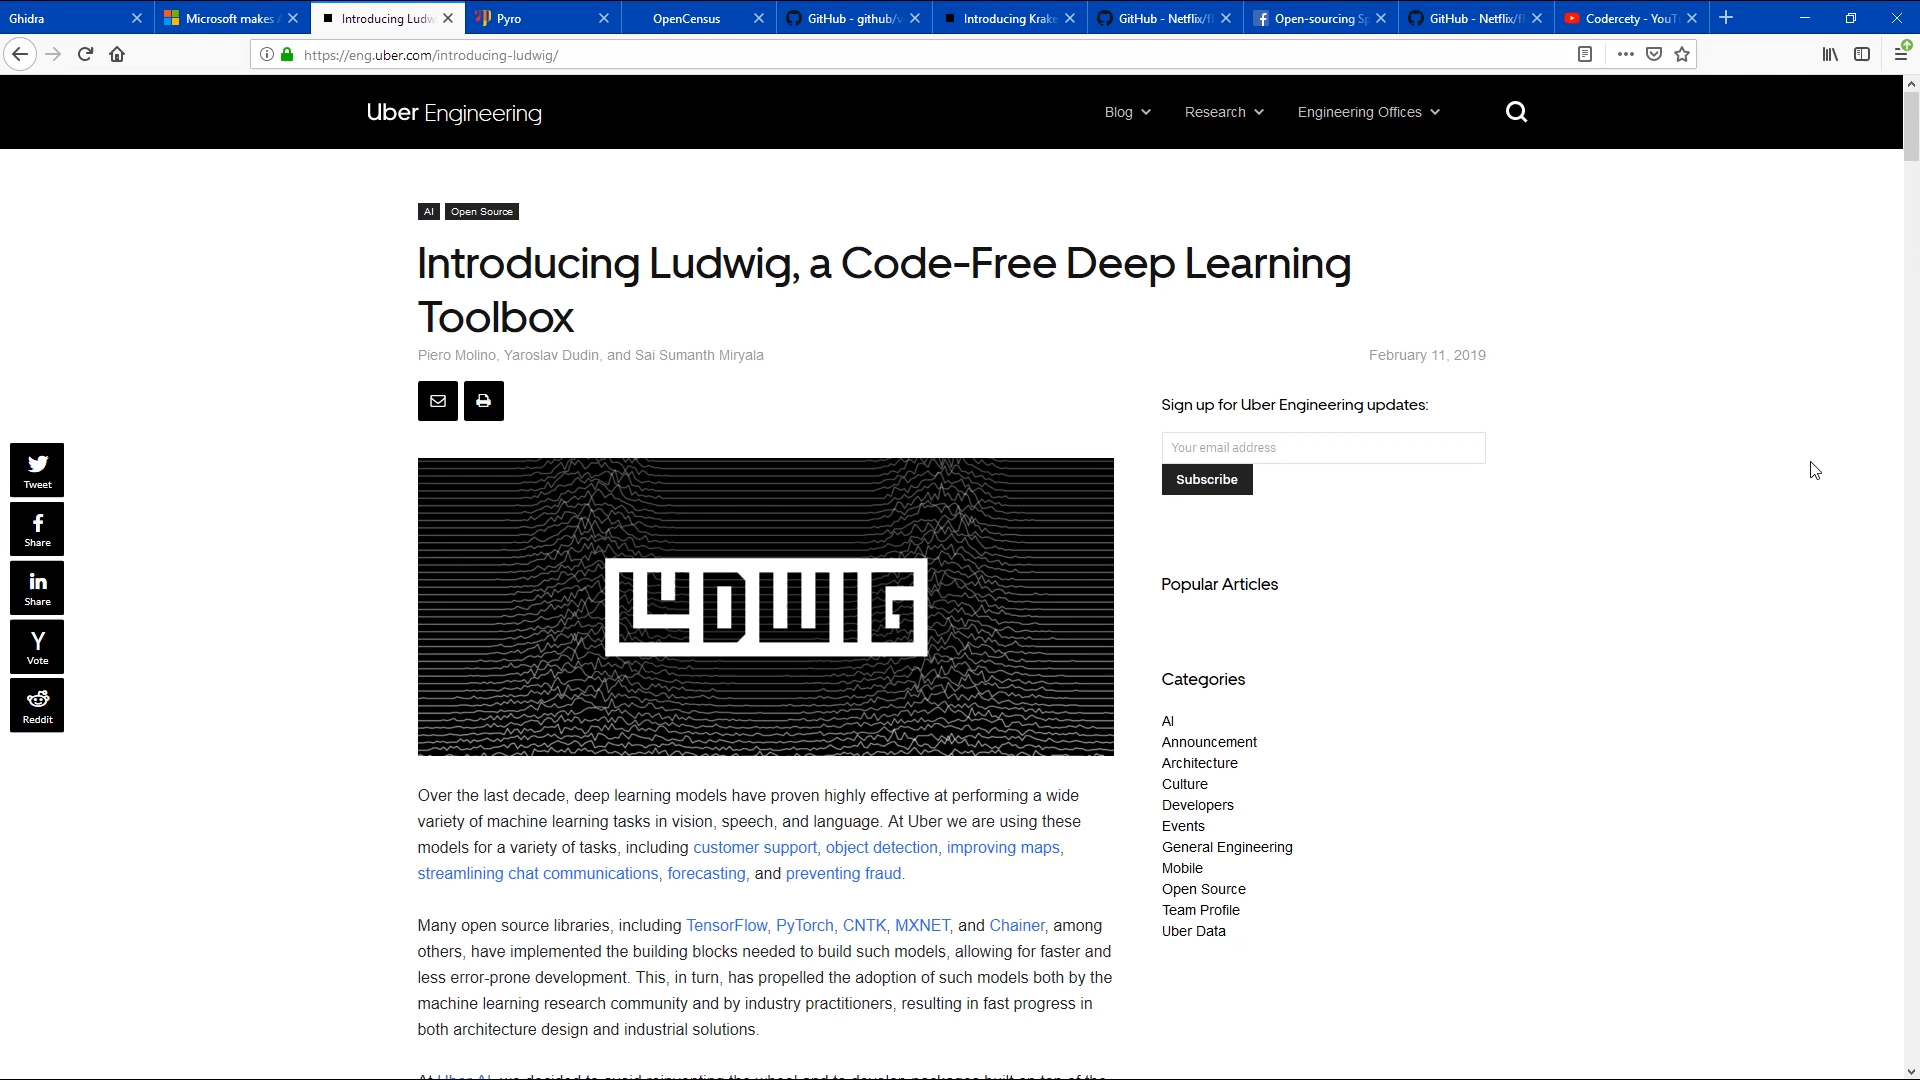 Ghidra
Microsoft makes
Introducing Ludw
Pyro
OpenCensus
GitHub - github/v
Introducing Krake
GitHub - Netflix/fl
Open-sourcing Sp
GitHub - Netflix/fl
Codercety - YouT
https://eng.uber.com/introducing-ludwig/
Uber Engineering
Blog
Research
Engineering Offices
AI
Open Source
Introducing Ludwig, a Code-Free Deep Learning
Toolbox
Piero Molino, Yaroslav Dudin, and Sai Sumanth Miryala
February 11, 2019
Sign up for Uber Engineering updates:
Your email address
Subscribe
Tweet
Share
Share
Vote
Reddit
LUDWIG
Popular Articles
Categories
AI
Announcement
Architecture
Culture
Developers
Events
General Engineering
Mobile
Open Source
Team Profile
Uber Data
Over the last decade, deep learning models have proven highly effective at performing a wide
variety of machine learning tasks in vision, speech, and language. At Uber we are using these
models for a variety of tasks, including customer support, object detection, improving maps,
streamlining chat communications, forecasting, and preventing fraud.
Many open source libraries, including TensorFlow, PyTorch, CNTK, MXNET, and Chainer, among
others, have implemented the building blocks needed to build such models, allowing for faster and
less error-prone development. This, in turn, has propelled the adoption of such models both by the
machine learning research community and by industry practitioners, resulting in fast progress in
both architecture design and industrial solutions.